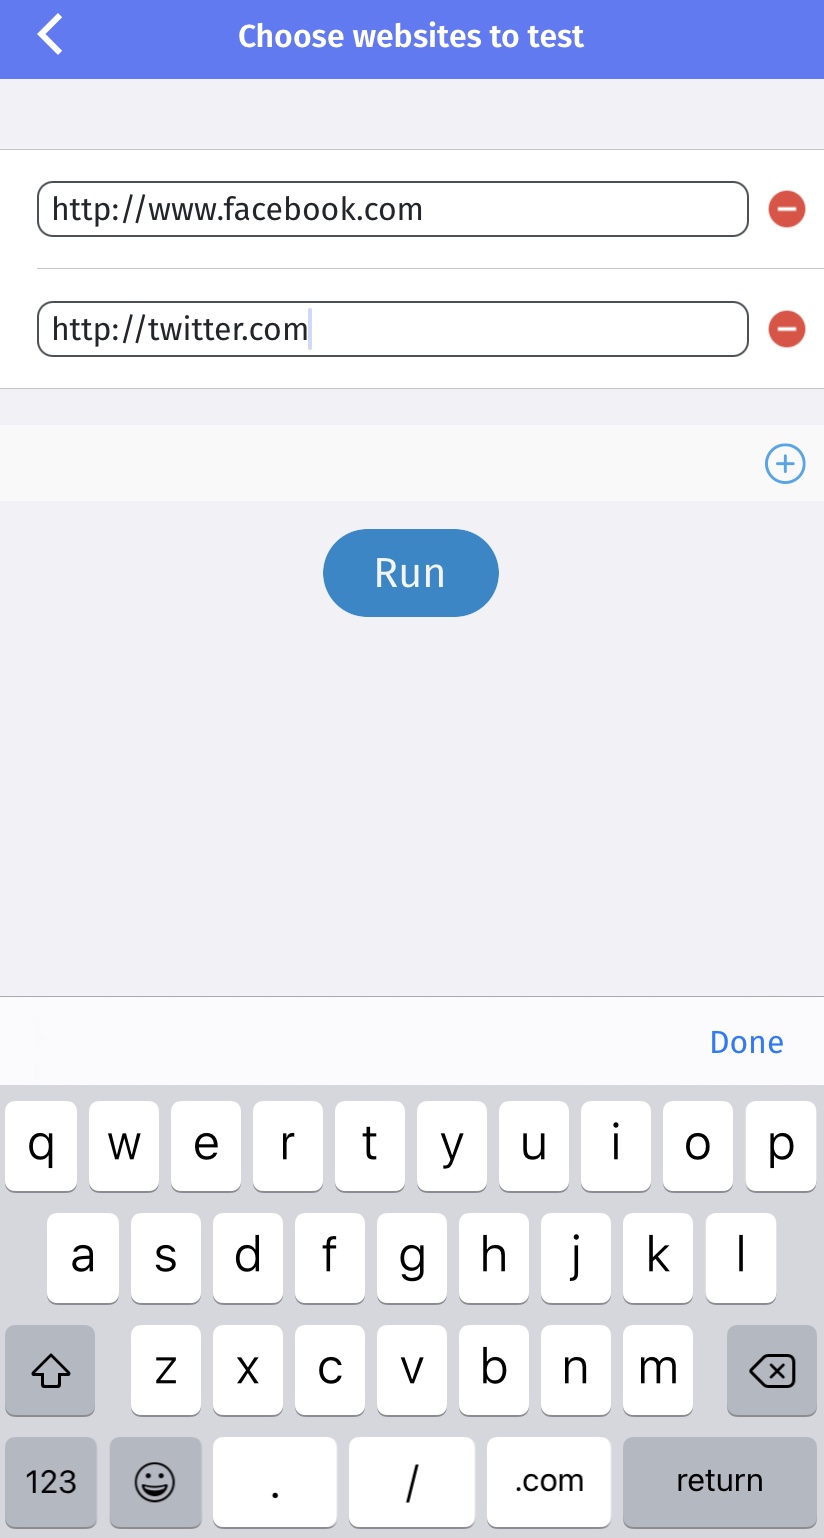 Choose websites to test
http://www.facebook.com
http://twitter.com
Run
Done
q w e r t y u i o p
a s d f g h j k l
z x c v b n m
123 . / .com return